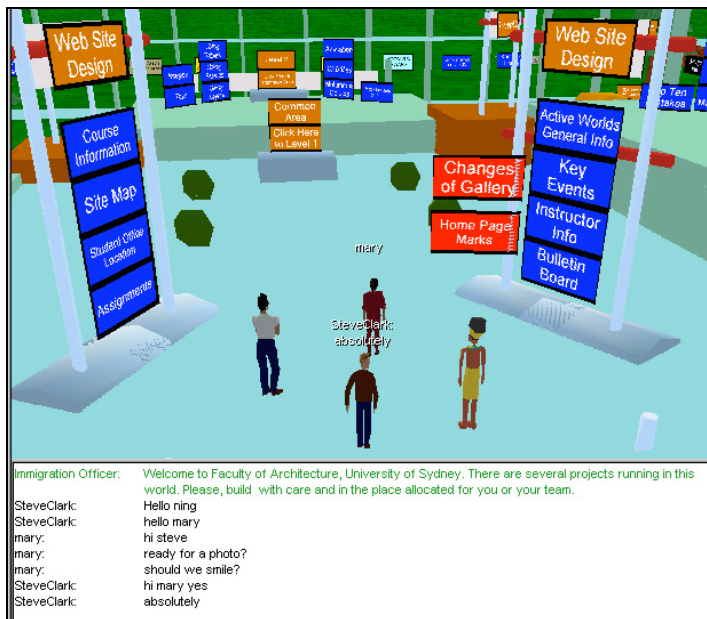 Web Site
Design
Course
Information
Site Map
Student Office
Location
Assignments
Common
Area
Click Here
to Level 1
Web Site
Design
Active Worlds
General Info
Key
Events
Instructor
Info
Bulletin
Board
Changes
of Gallery
Home Page
Marks
mary
SteveClark:
absolutely
Immigration Officer: Welcome to Faculty of Architecture, University of Sydney. There are several projects running in this
world. Please, build with care and in the place allocated for you or your team.
SteveClark: Hello ning
SteveClark: hello mary
mary: hi steve
mary: ready for a photo?
mary: should we smile?
SteveClark: hi mary yes
SteveClark: absolutely